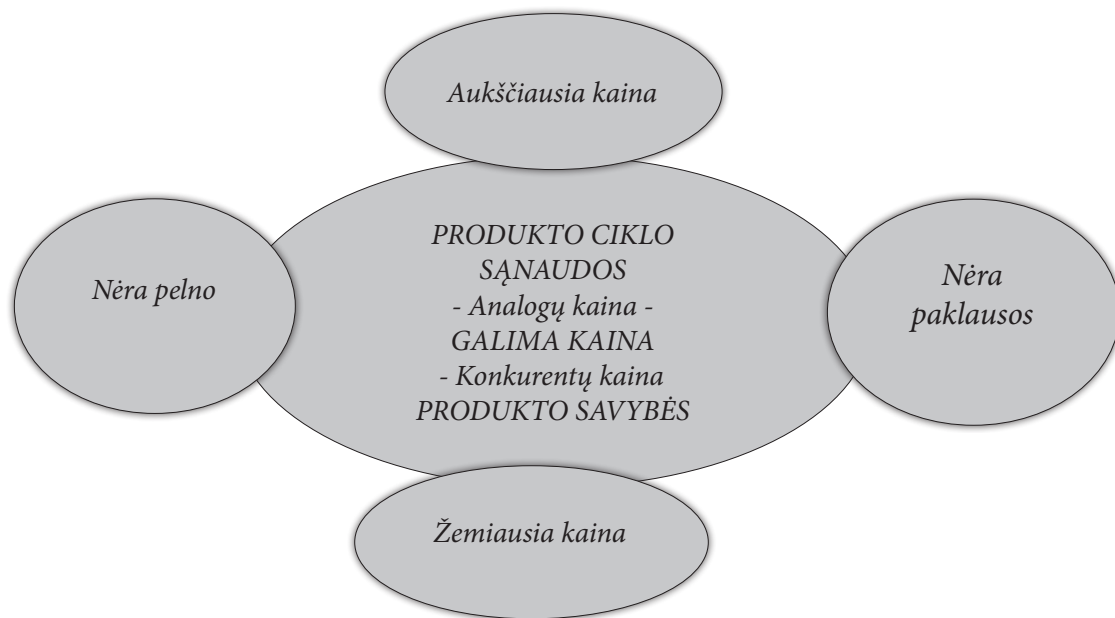 Aukščiausia kaina
Nėra pelno
PRODUKTO CIKLO
SĄNAUDOS
- Analogų kaina -
GALIMA KAINA
- Konkurentų kaina
PRODUKTO SAVYBĖS
Nėra
paklausos
Žemiausia kaina